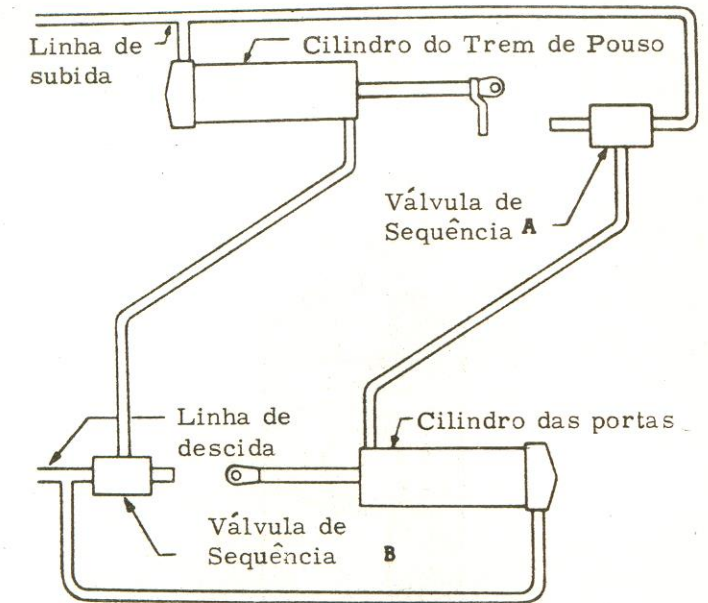 Linha de
subida
Cilindro do Trem de Pouso
Válvula de
Sequência A
Linha de
descida
Cilindro das portas
Válvula de
Sequência B